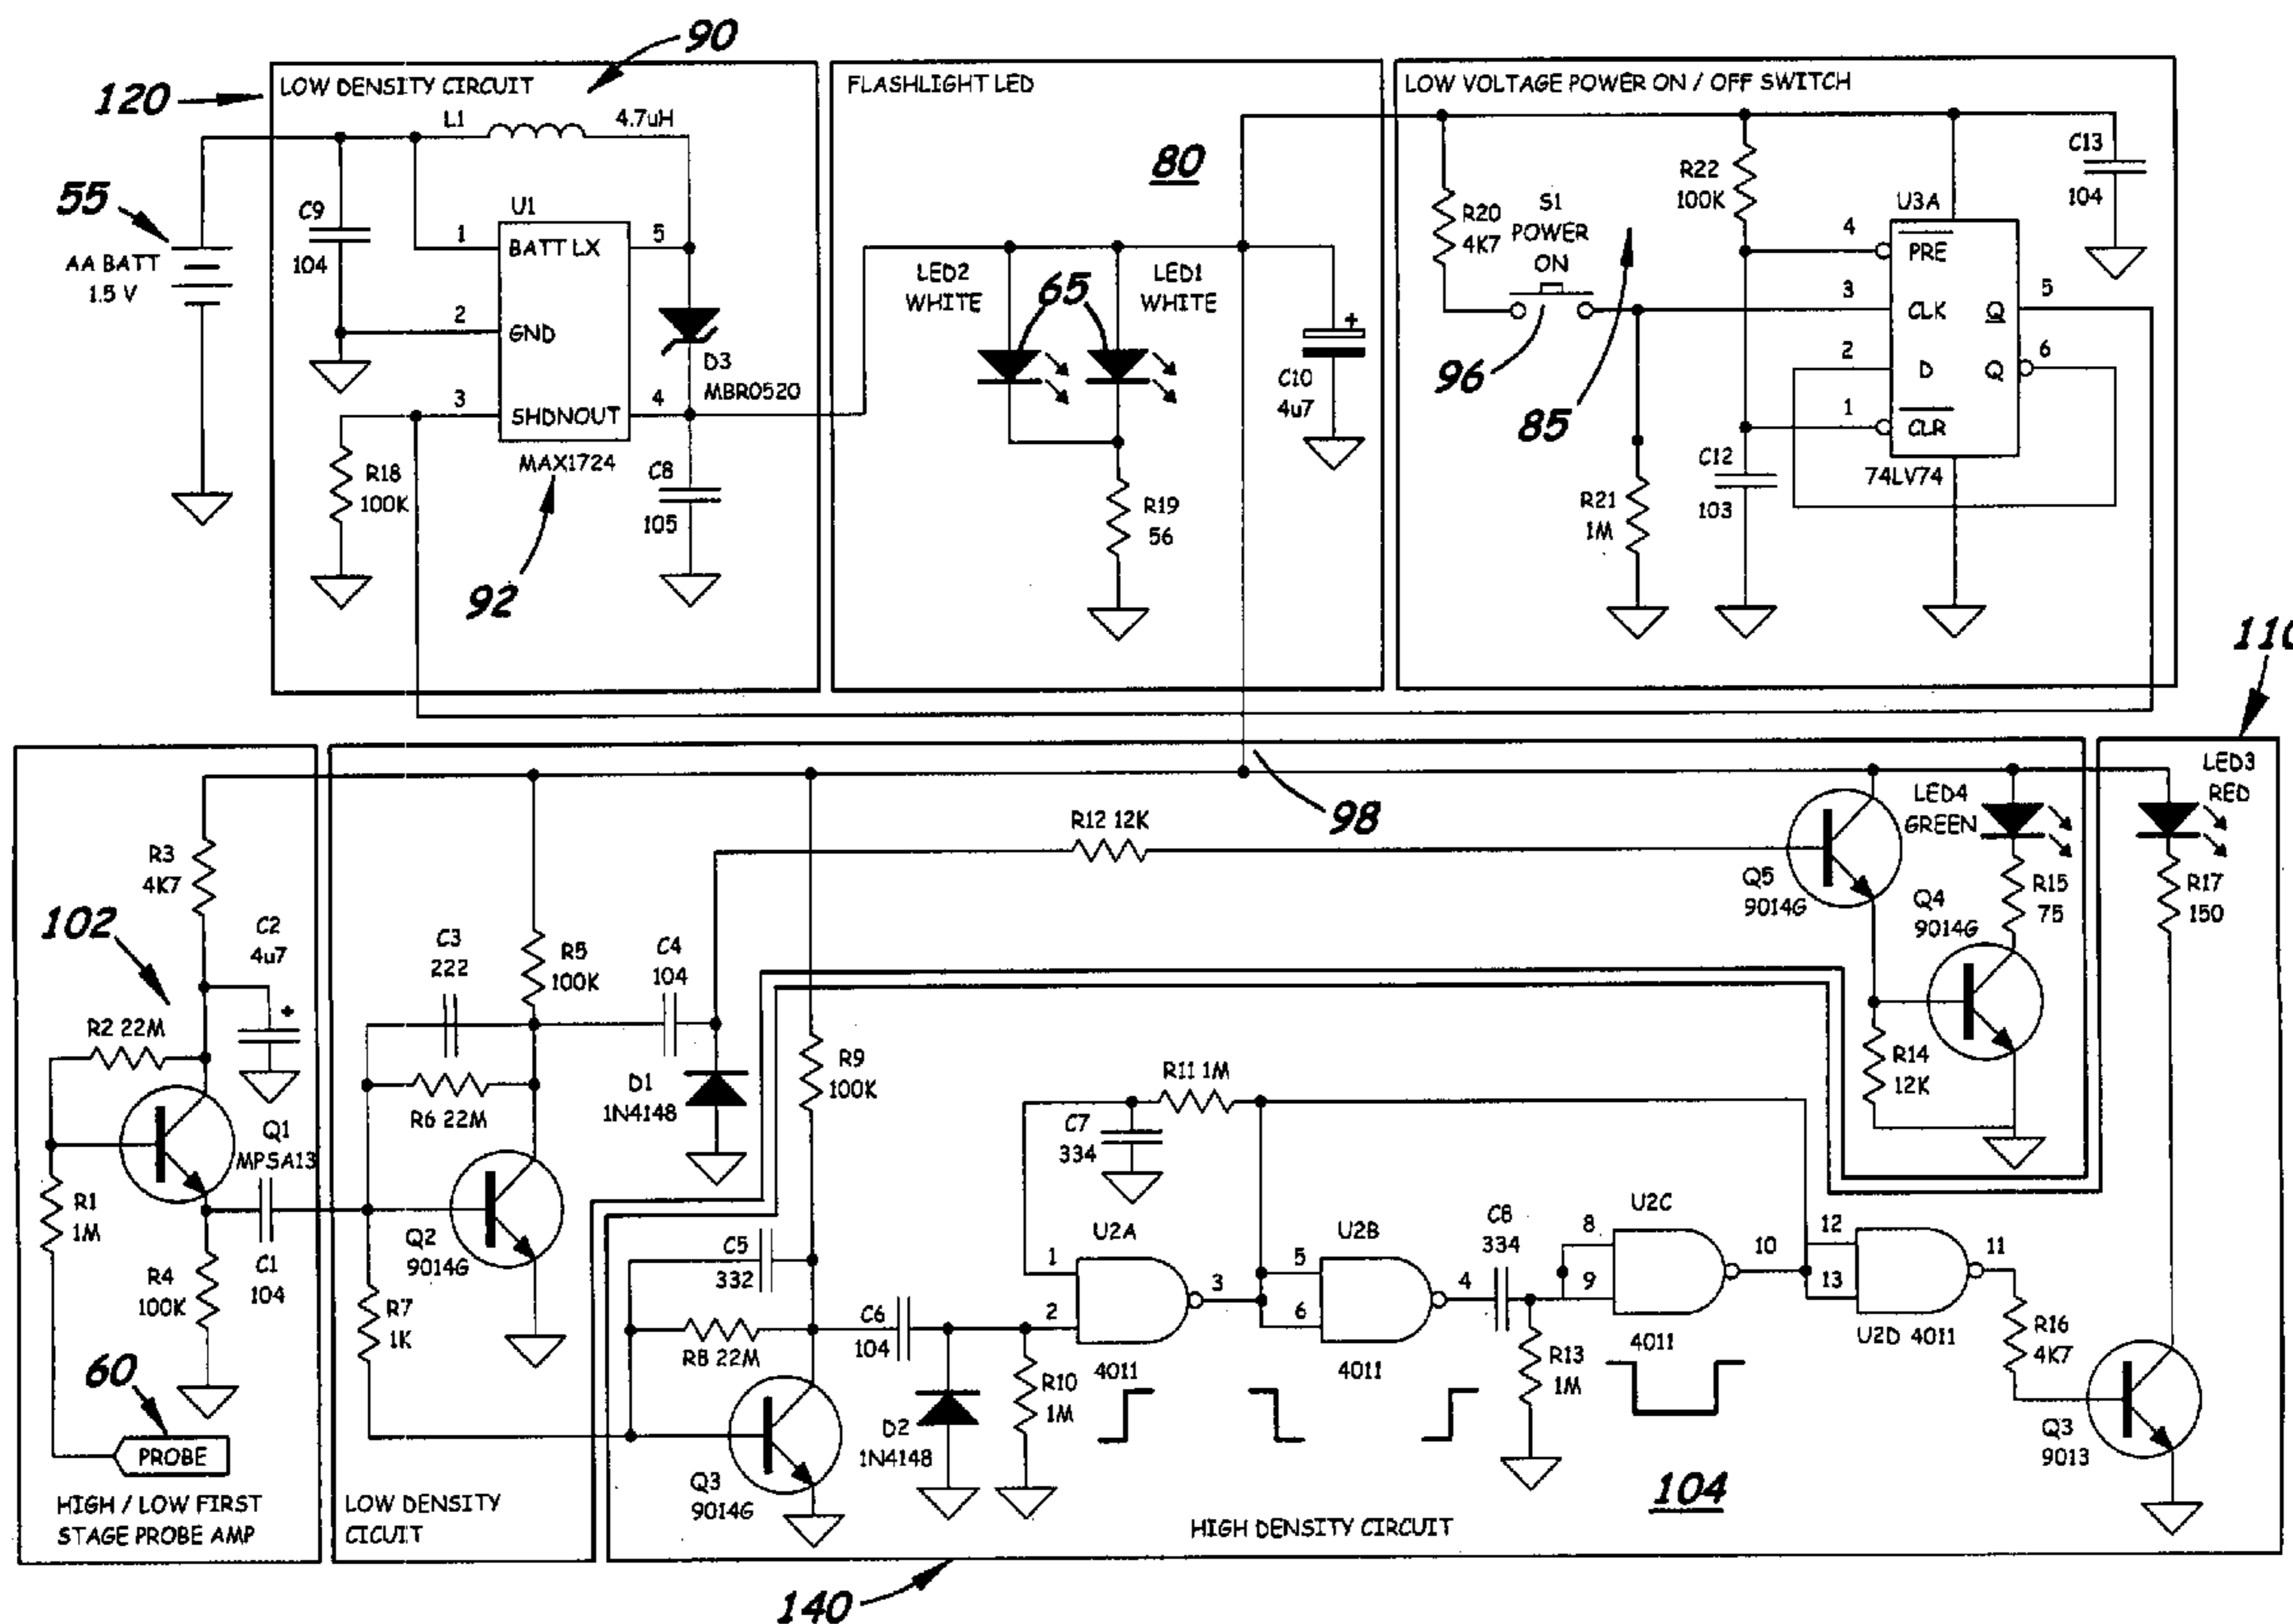 90
120
LOW DENSITY CIRCUIT
FLASHLIGHT LED
LOW VOLTAGE POWER ON / OFF SWITCH
L1
4.7uH
80
55
AA BATT
1.5 V
C9
104
U1
1
BATT LX
5
2
GND
3
SHDNOUT
4
MAX1724
D3
MBR0520
R18
100K
C8
105
92
LED2
WHITE
65
LED1
WHITE
C10
4u7
R19
56
R20
4K7
S1
POWER
ON
96
85
R22
100K
R21
1M
C12
103
U3A
4
PRE
3
CLK
Q
5
2
D
Q
6
1
CLR
74LV74
C13
104
110
98
LED3
RED
LED4
GREEN
R3
4K7
102
C2
4u7
R2 22M
Q1
MPSA13
R1
1M
R4
100K
C1
104
60
PROBE
HIGH / LOW FIRST
STAGE PROBE AMP
C3
222
R5
100K
C4
104
R12 12K
R6 22M
D1
1N4148
R9
100K
Q2
9014G
R7
1K
LOW DENSITY
CICUIT
Q5
9014G
Q4
9014G
R15
75
R17
150
R14
12K
R11 1M
C7
334
C5
332
R8 22M
C6
104
Q3
9014G
D2
1N4148
R10
1M
U2A
1
2
3
4011
U2B
5
6
4
4011
C8
334
R13
1M
U2C
8
9
10
4011
12
13
11
U2D 4011
R16
4K7
Q3
9013
104
HIGH DENSITY CIRCUIT
140